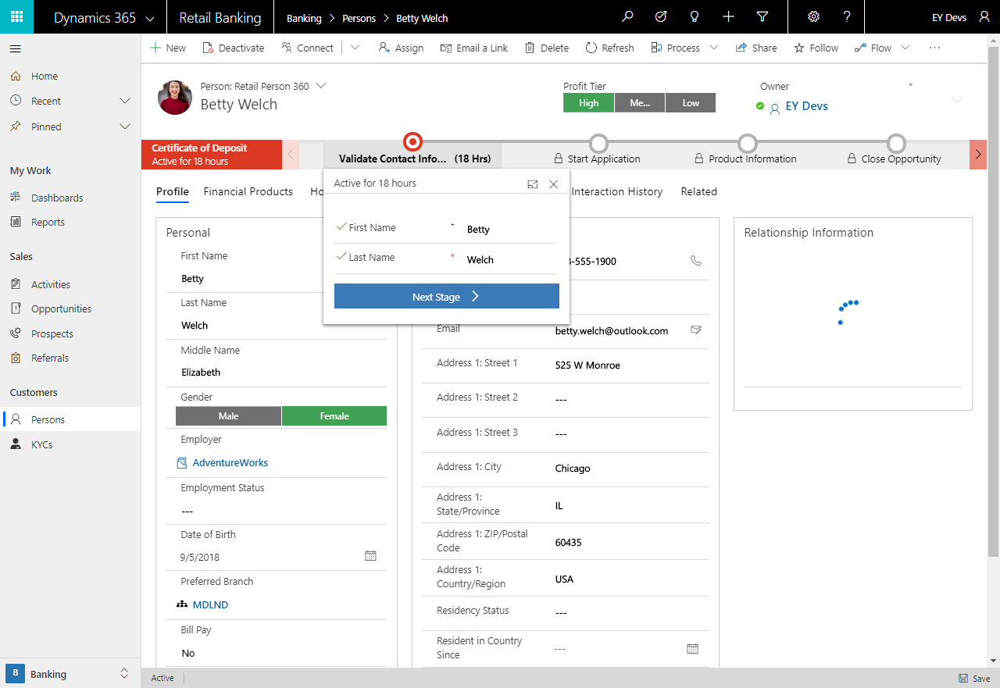 Dynamics 365 Retail Banking Banking > Persons > Betty Welch EY Devs
New Deactivate Connect Assign Email a Link Delete Refresh Process Share Follow Flow ...
Home
Recent
Pinned
My Work
Dashboards
Reports
Sales
Activities
Opportunities
Prospects
Referrals
Customers
Persons
KYCs
B Banking
Person: Retail Person 360
Betty Welch
Profit Tier
High Me... Low
Owner *
EY Devs
Certificate of Deposit
Active for 18 hours
Validate Contact Info... (18 Hrs)
Start Application
Product Information
Close Opportunity
Profile Financial Products Ho Interaction History Related
Active for 18 hours
First Name Betty
Last Name * Welch
Next Stage
Personal
First Name
Betty
Last Name
Welch
Middle Name
Elizabeth
Gender
Male Female
Employer
AdventureWorks
Employment Status
---
Date of Birth
9/5/2018
Preferred Branch
MDLND
Bill Pay
No
-555-1900
Email betty.welch@outlook.com
Address 1: Street 1 525 W Monroe
Address 1: Street 2 ---
Address 1: Street 3 ---
Address 1: City Chicago
Address 1:
State/Province IL
Address 1: ZIP/Postal
Code 60435
Address 1:
Country/Region USA
Residency Status ---
Resident in Country
Since ---
Relationship Information
Active Save